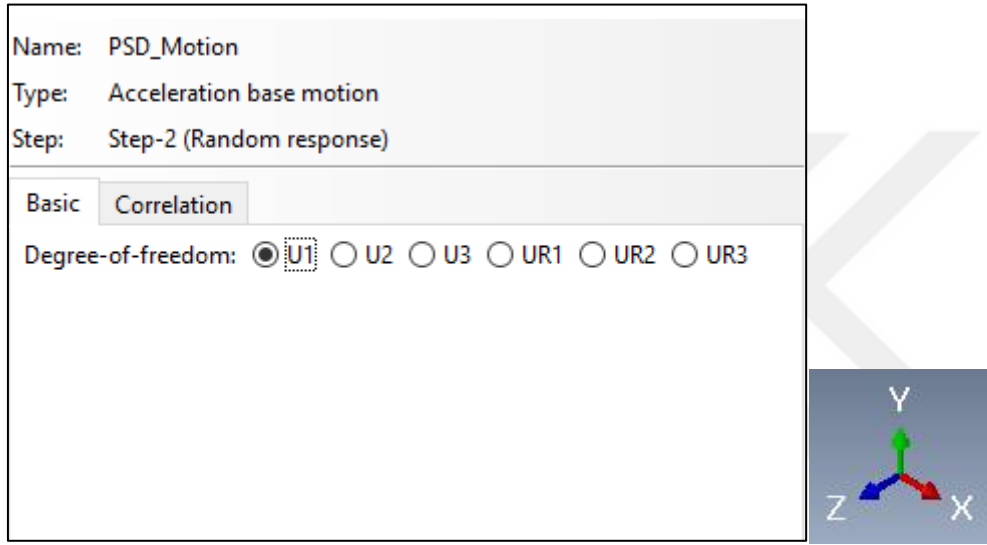 Name: PSD_Motion
Type: Acceleration base motion
Step: Step-2 (Random response)
Basic Correlation
Degree-of-freedom: U1 U2 U3 UR1 UR2 UR3
Y
Z X